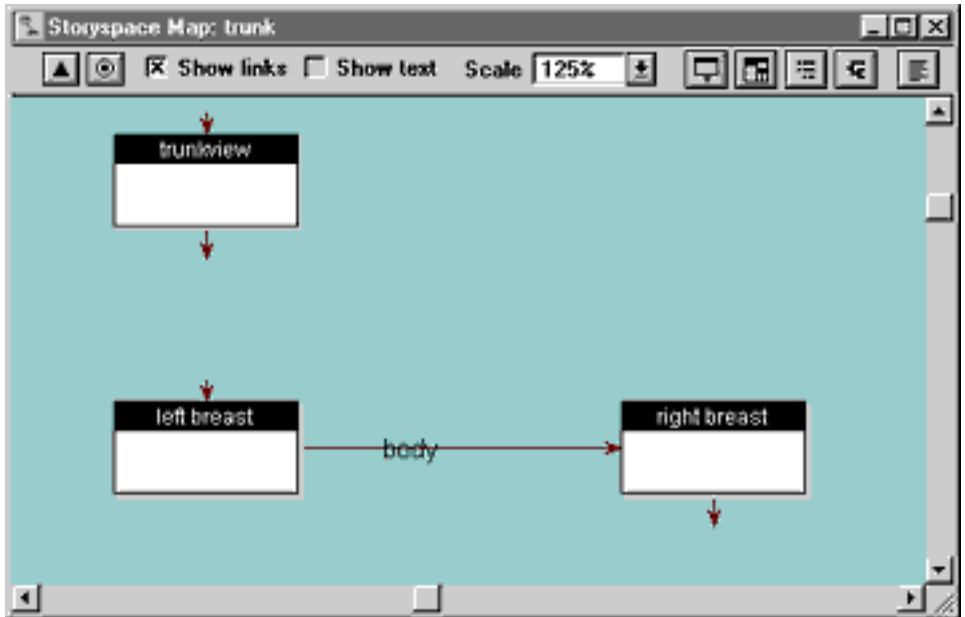 Storyspace Map: trunk
Show links Show text Scale 125%
trunkview
left breast right breast
body